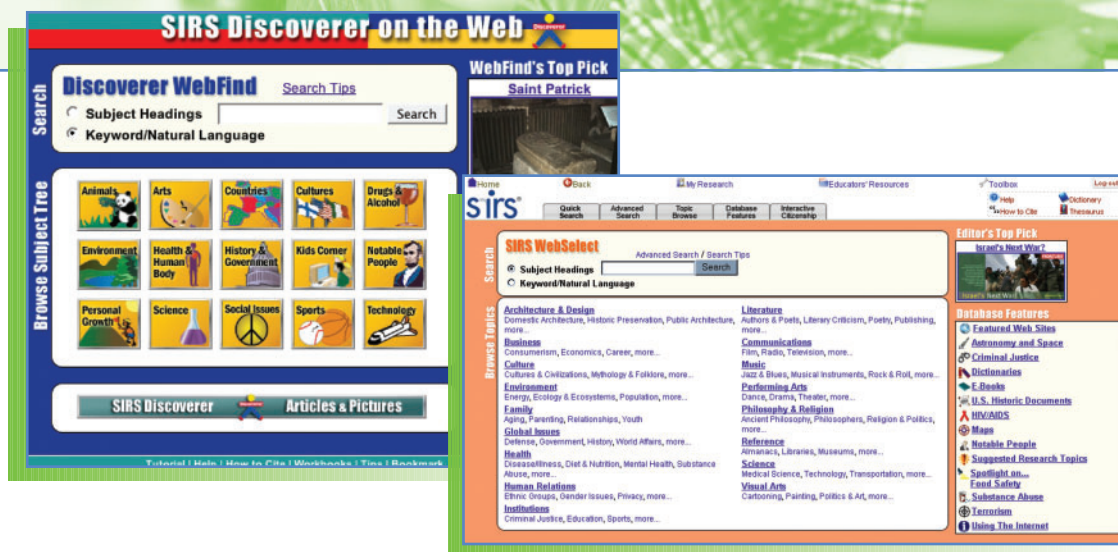 SIRS Discoverer on the Web
Discoverer
Search
Discoverer WebFind Search Tips
Subject Headings Search
Keyword/Natural Language
WebFind's Top Pick
Saint Patrick
Browse Subject Tree
Animals Arts Countries Cultures Drugs &
Alcohol
Environment Health &
Human
Body History &
Government Kids Corner Notable
People
Personal
Growth Science Social Issues Sports Technology
SIRS Discoverer Articles & Pictures
Tutorial | Help | How to Cite | Workbooks | Tips | Bookmark
Home Back My Research Educators' Resources Toolbox Log out
SIRS® Quick
Search Advanced
Search Topic
Browse Database
Features Interactive
Citizenship
Help Dictionary
How to Cite Thesaurus
Search
SIRS WebSelect Advanced Search / Search Tips
Subject Headings Search
Keyword/Natural Language
Browse Topics
Architecture & Design
Domestic Architecture, Historic Preservation, Public Architecture,
more...
Business
Consumerism, Economics, Career, more...
Culture
Cultures & Civilizations, Mythology & Folklore, more...
Environment
Energy, Ecology & Ecosystems, Population, more...
Family
Aging, Parenting, Relationships, Youth
Global Issues
Defense, Government, History, World Affairs, more...
Health
Disease/Illness, Diet & Nutrition, Mental Health, Substance
Abuse, more...
Human Relations
Ethnic Groups, Gender Issues, Privacy, more...
Institutions
Criminal Justice, Education, Sports, more...
Literature
Authors & Poets, Literary Criticism, Poetry, Publishing,
more...
Communications
Film, Radio, Television, more...
Music
Jazz & Blues, Musical Instruments, Rock & Roll, more...
Performing Arts
Dance, Drama, Theater, more...
Philosophy & Religion
Ancient Philosophy, Philosophers, Religion & Politics,
more...
Reference
Almanacs, Libraries, Museums, more...
Science
Medical Science, Technology, Transportation, more...
Visual Arts
Cartooning, Painting, Politics & Art, more...
Editor's Top Pick
Israel's Next War?
Israel's Next War
Database Features
Featured Web Sites
Astronomy and Space
Criminal Justice
Dictionaries
E-Books
U.S. Historic Documents
HIV/AIDS
Maps
Notable People
Suggested Research Topics
Spotlight on...
Food Safety
Substance Abuse
Terrorism
Using The Internet